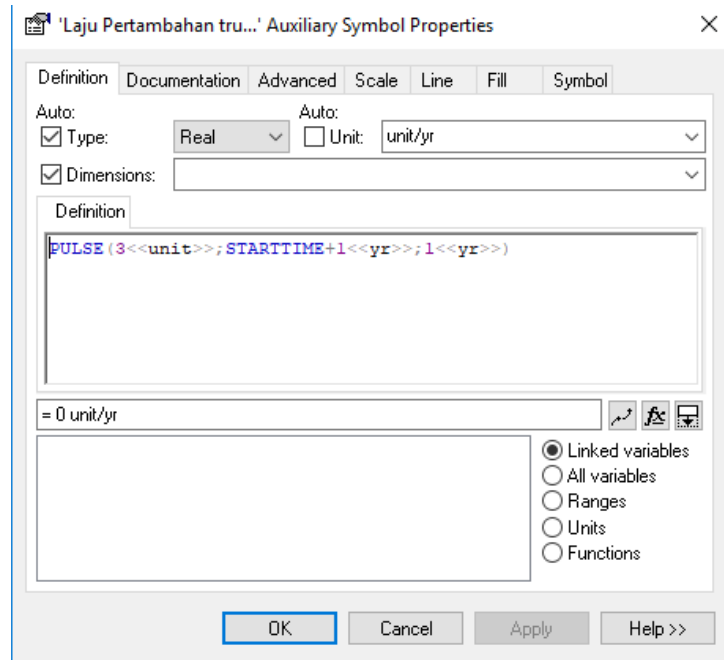 'Laju Pertambahan tru...' Auxiliary Symbol Properties
Definition Documentation Advanced Scale Line Fill Symbol
Auto: Auto:
Type: Real Unit: unit/yr
Dimensions:
Definition
PULSE(3<<unit>>;STARTTIME+1<<yr>>;1<<yr>>)
= 0 unit/yr fx
Linked variables
All variables
Ranges
Units
Functions
OK Cancel Apply Help >>